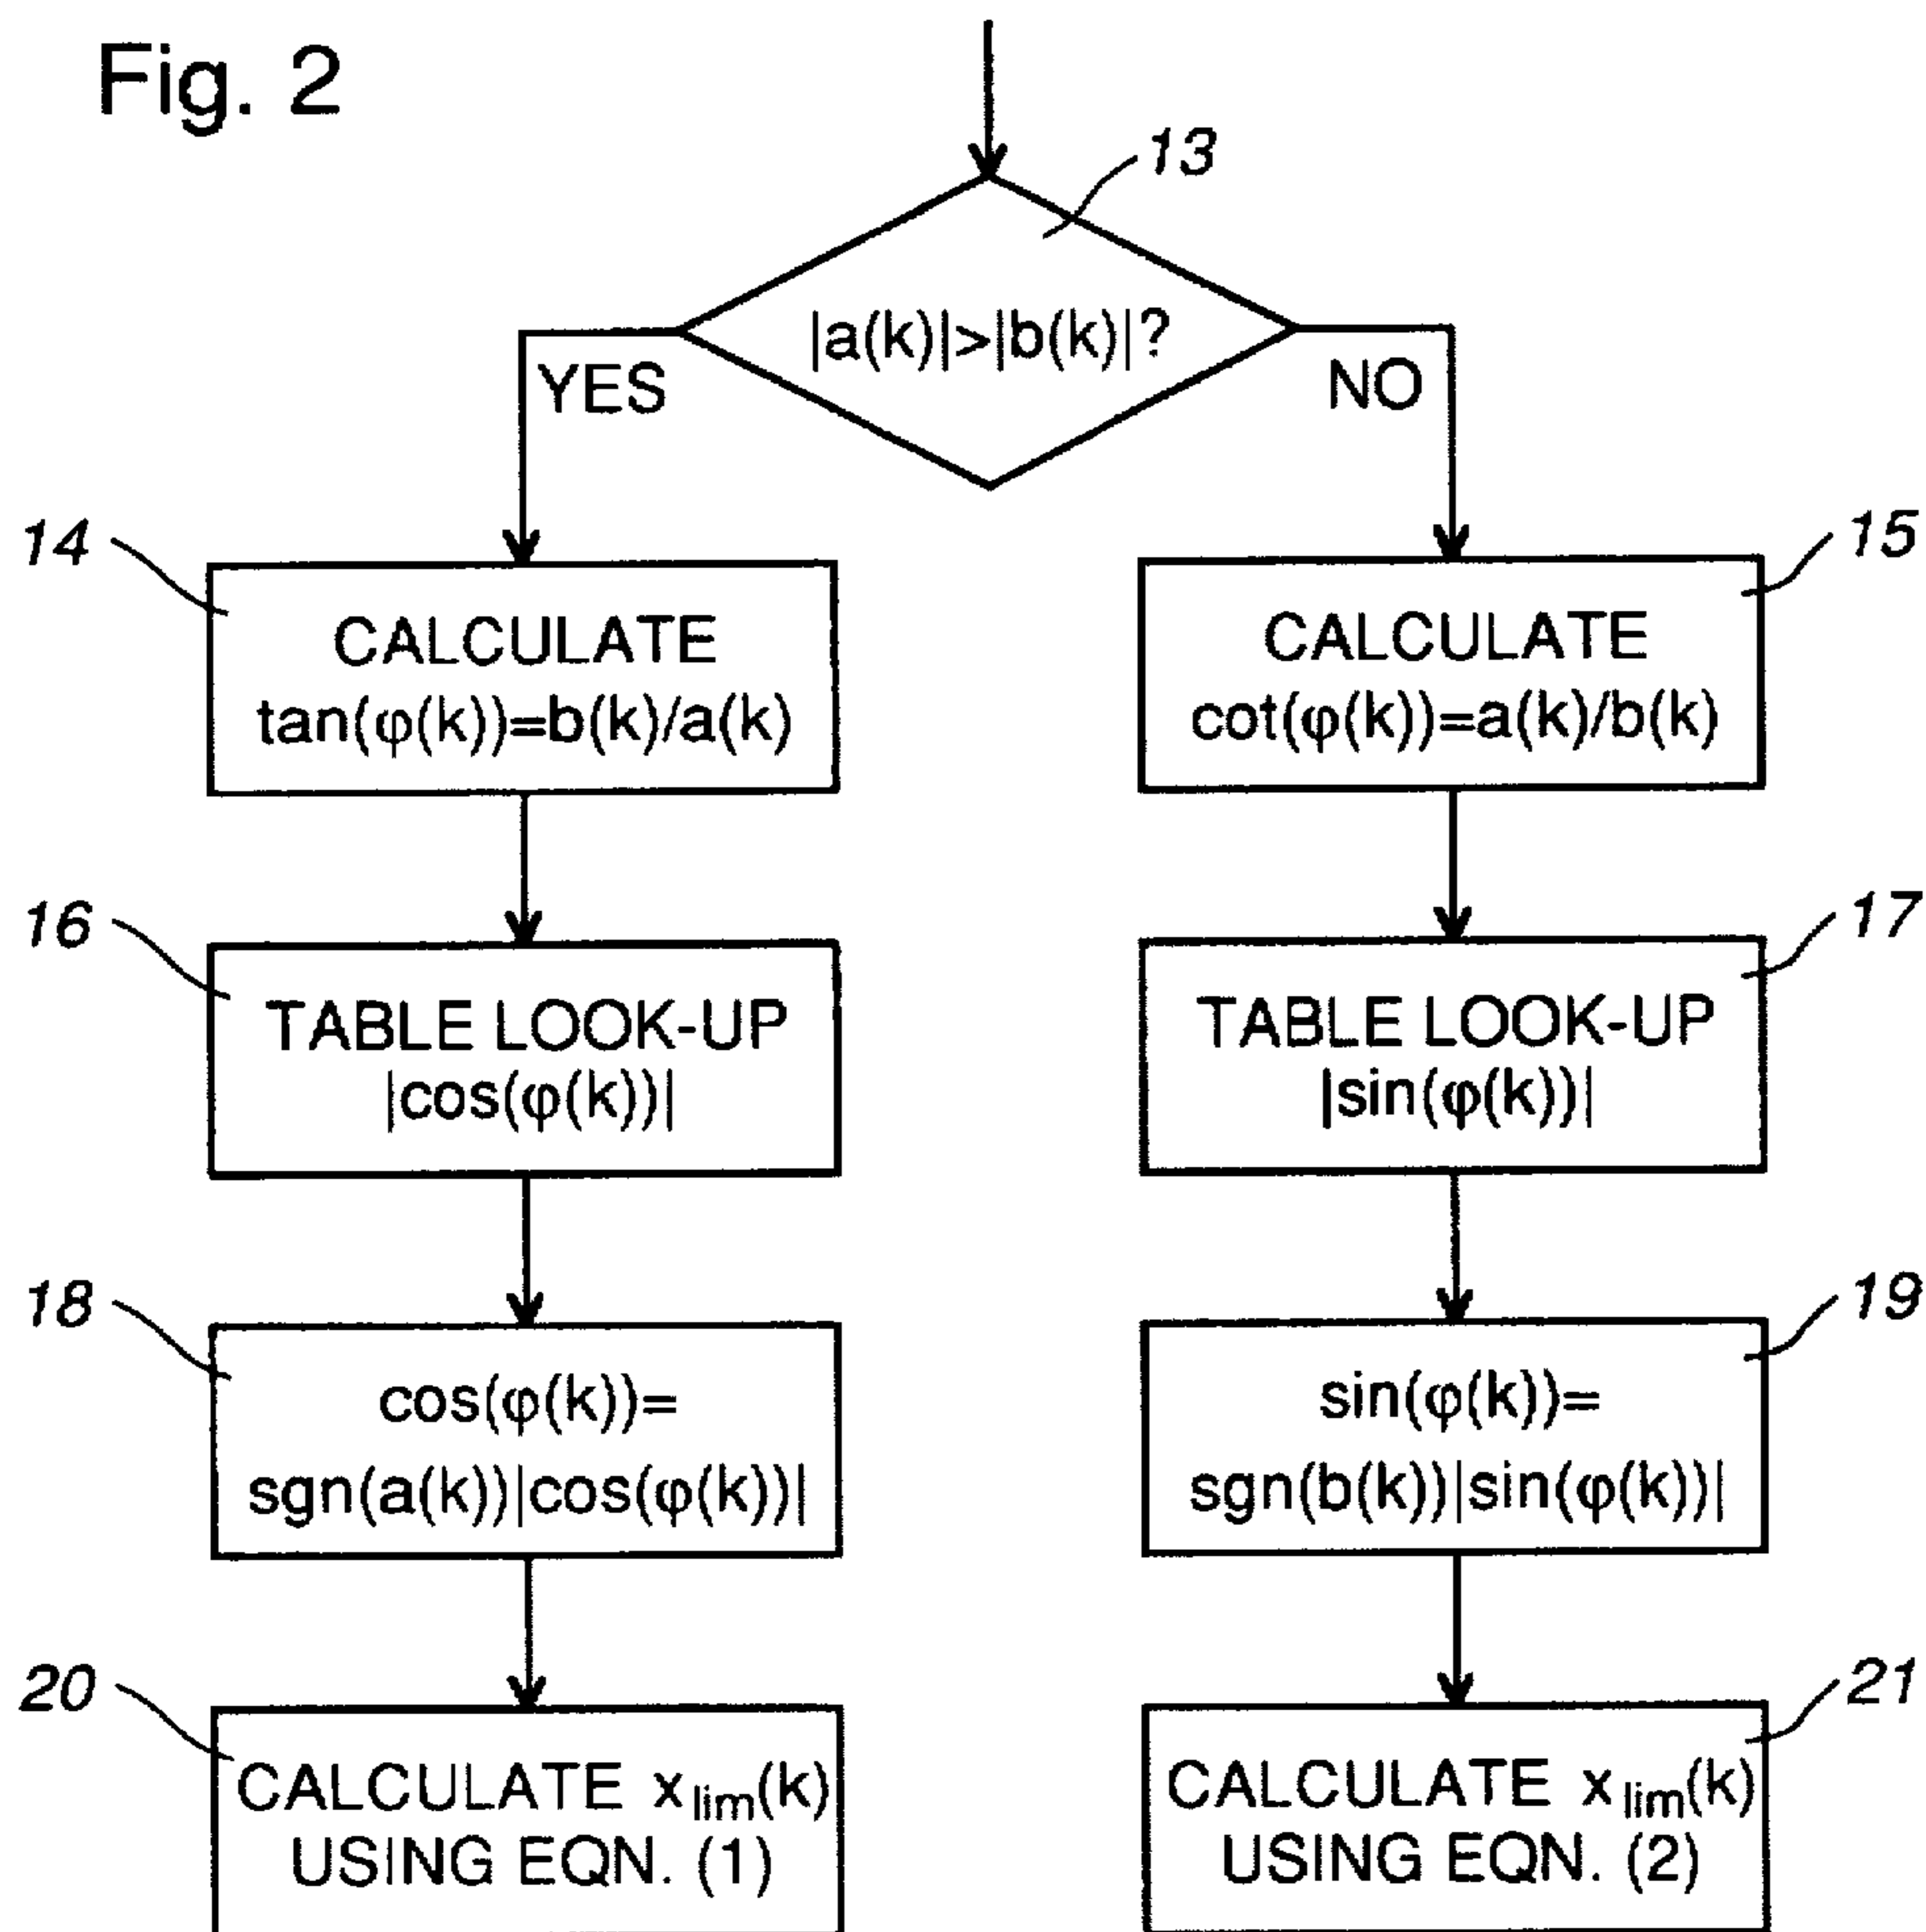 Fig. 2
13
|a(k)|>|b(k)|?
YES
NO
14
CALCULATE
tan(φ(k))=b(k)/a(k)
15
CALCULATE
cot(φ(k))=a(k)/b(k)
16
TABLE LOOK-UP
|cos(φ(k))|
17
TABLE LOOK-UP
|sin(φ(k))|
18
cos(φ(k))=
sgn(a(k))|cos(φ(k))|
19
sin(φ(k))=
sgn(b(k))|sin(φ(k))|
20
CALCULATE x_lim(k)
USING EQN. (1)
21
CALCULATE x_lim(k)
USING EQN. (2)